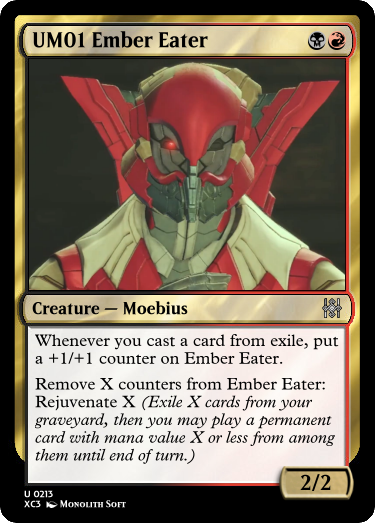 UM01 Ember Eater
Creature — Moebius
Whenever you cast a card from exile, put
a +1/+1 counter on Ember Eater.
Remove X counters from Ember Eater:
Rejuvenate X (Exile X cards from your
graveyard, then you may play a permanent
card with mana value X or less from among
them until end of turn.)
2/2
U 0213
XC3 Monolith Soft